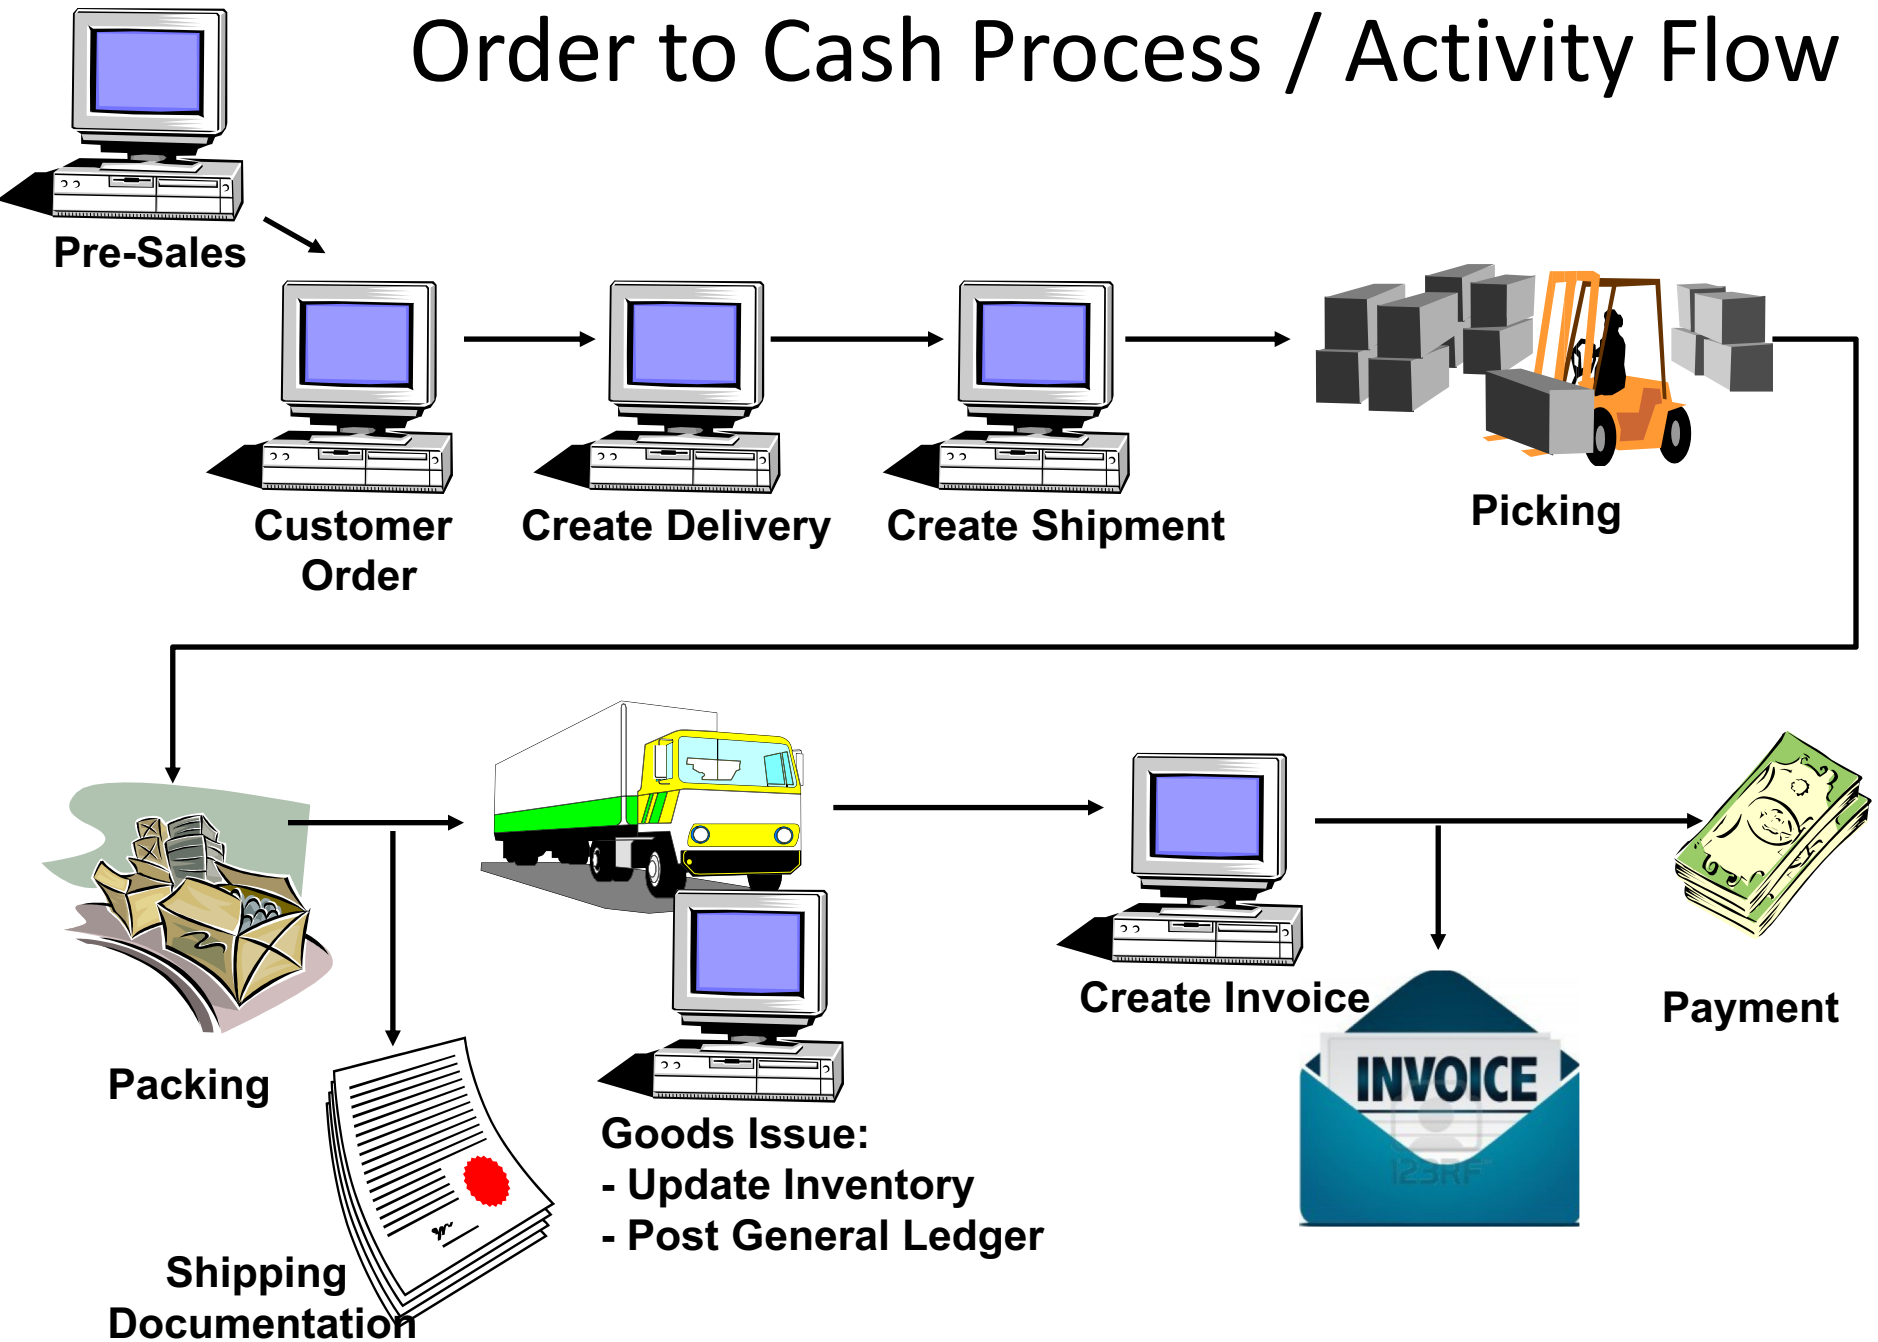 Order to Cash Process / Activity Flow
Pre-Sales
Customer
Order
Create Delivery
Create Shipment
Picking
Packing
Shipping
Documentation
Goods Issue:
- Update Inventory
- Post General Ledger
Create Invoice
INVOICE
123RF
Payment